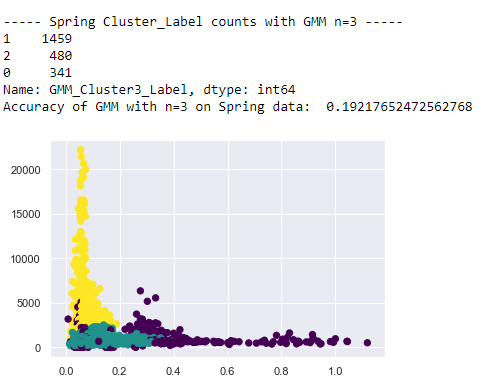 ----- Spring Cluster_Label counts with GMM n=3 -----
1    1459
2     480
0     341
Name: GMM_Cluster3_Label, dtype: int64
Accuracy of GMM with n=3 on Spring data:  0.19217652472562768
20000
15000
10000
5000
0
0.0 0.2 0.4 0.6 0.8 1.0